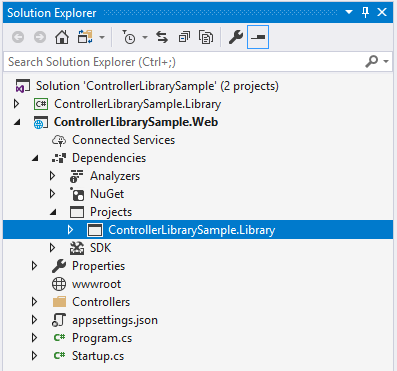 Solution Explorer
Search Solution Explorer (Ctrl+;)
Solution 'ControllerLibrarySample' (2 projects)
C# ControllerLibrarySample.Library
ControllerLibrarySample.Web
Connected Services
Dependencies
Analyzers
NuGet
Projects
ControllerLibrarySample.Library
SDK
Properties
wwwroot
Controllers
appsettings.json
C# Program.cs
C# Startup.cs